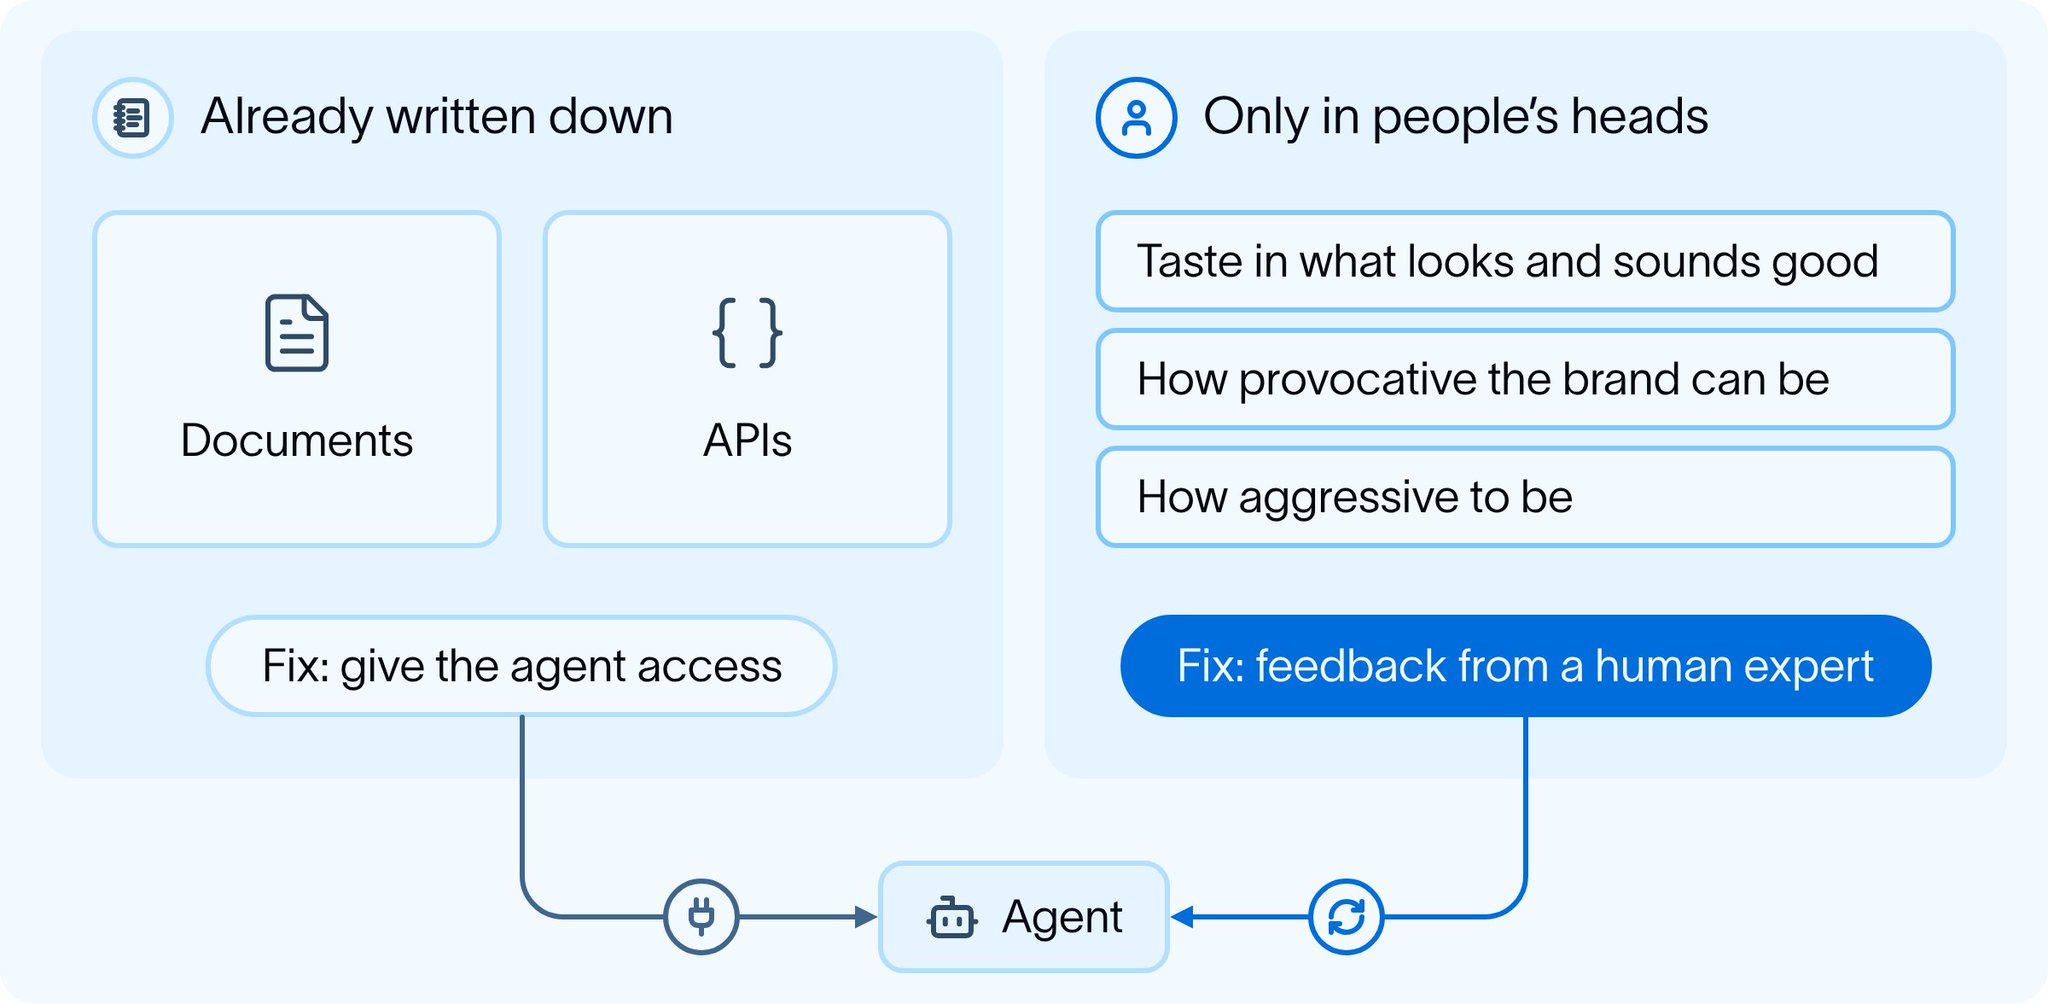 Already written down
Documents
APIs
Fix: give the agent access
Only in people’s heads
Taste in what looks and sounds good
How provocative the brand can be
How aggressive to be
Fix: feedback from a human expert
Agent